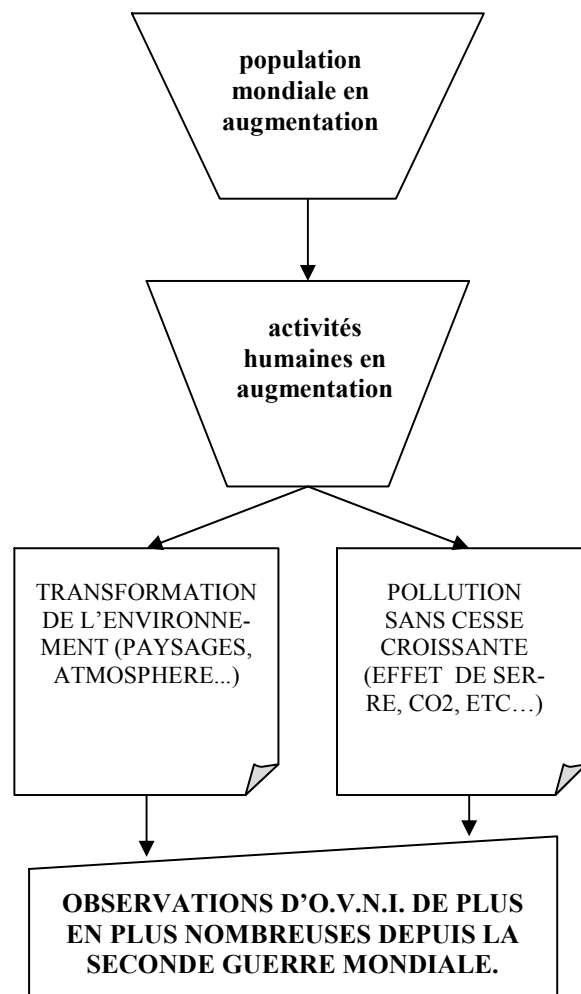 population
mondiale en
augmentation
activités
humaines en
augmentation
TRANSFORMATION
DE L’ENVIRONNE-
MENT (PAYSAGES,
ATMOSPHERE...)
POLLUTION
SANS CESSE
CROISSANTE
(EFFET DE SER-
RE, CO2, ETC…)
OBSERVATIONS D’O.V.N.I. DE PLUS
EN PLUS NOMBREUSES DEPUIS LA
SECONDE GUERRE MONDIALE.